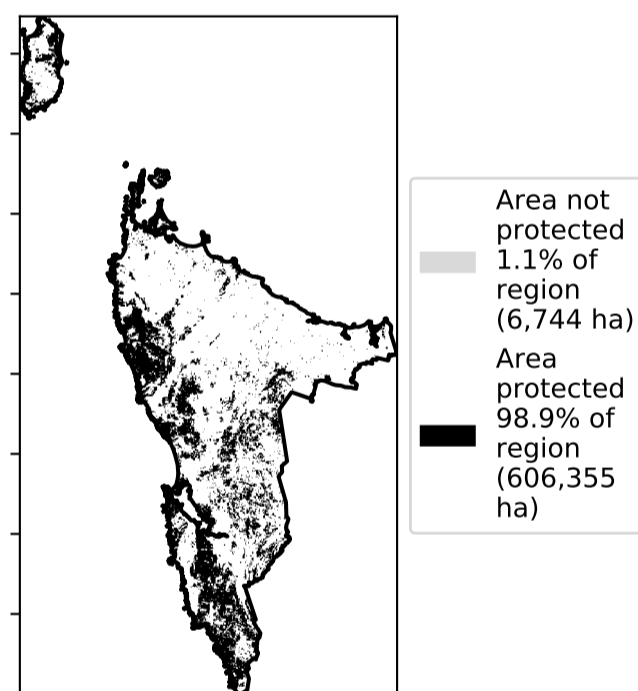 Area not
protected
1.1% of
region
(6,744 ha)
Area
protected
98.9% of
region
(606,355
ha)